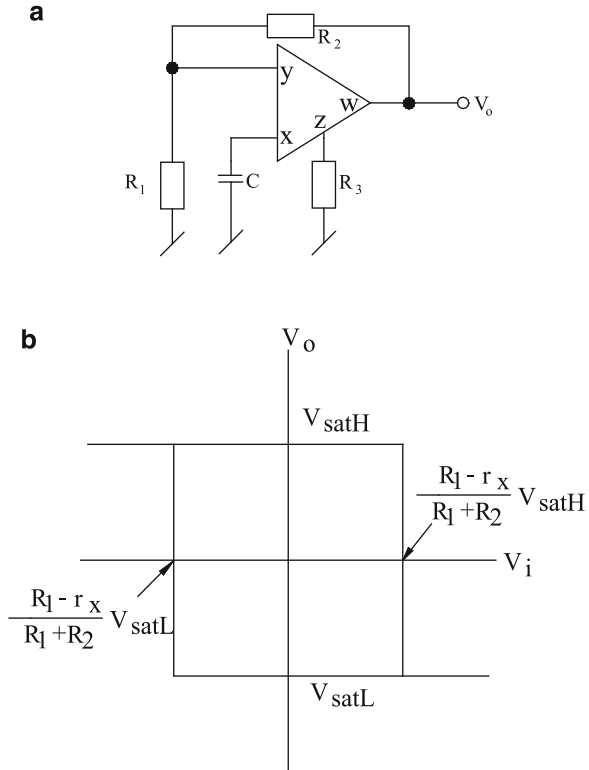 a
R2
y
w
Vo
z
x
R1
C
R3
b
Vo
VsatH
R1 - rx
R1 +R2
VsatH
Vi
R1 - rx
R1 +R2
VsatL
VsatL